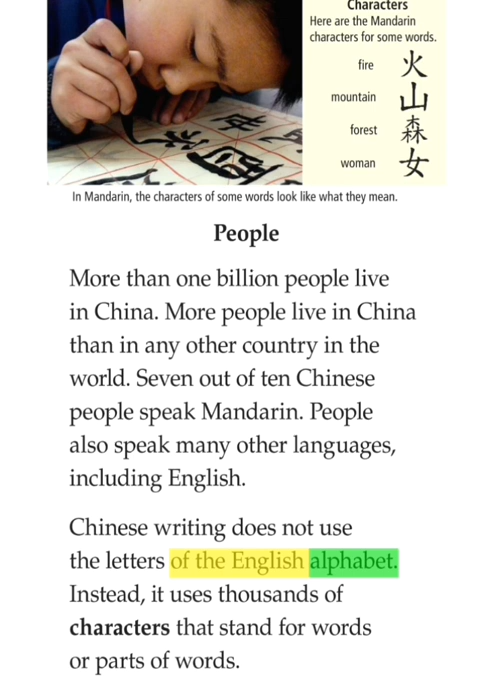 Characters
Here are the Mandarin
characters for some words.
fire 火
mountain 山
forest 森
woman 女
In Mandarin, the characters of some words look like what they mean.
People
More than one billion people live
in China. More people live in China
than in any other country in the
world. Seven out of ten Chinese
people speak Mandarin. People
also speak many other languages,
including English.
Chinese writing does not use
the letters of the English alphabet.
Instead, it uses thousands of
characters that stand for words
or parts of words.